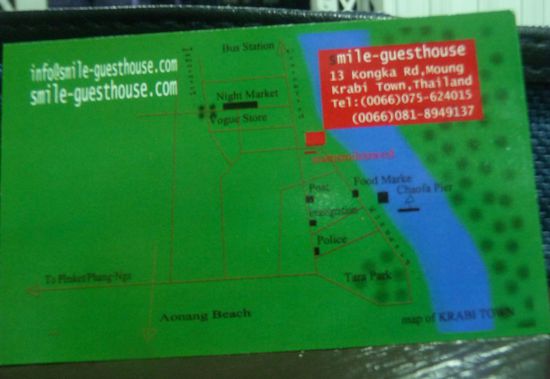 info@smile-guesthouse.com
smile-guesthouse.com
Bus Station
smile-guesthouse
13 Kongka Rd,Moung
Krabi Town,Thailand
Tel:(0066)075-624015
(0066)081-8949137
Night Market
Vogue Store
Post
Food Marke
Chaofa Pier
immigration
Police
Tara Park
To Phuket/Phang-Nga
Aonang Beach
map of KRABI TOWN